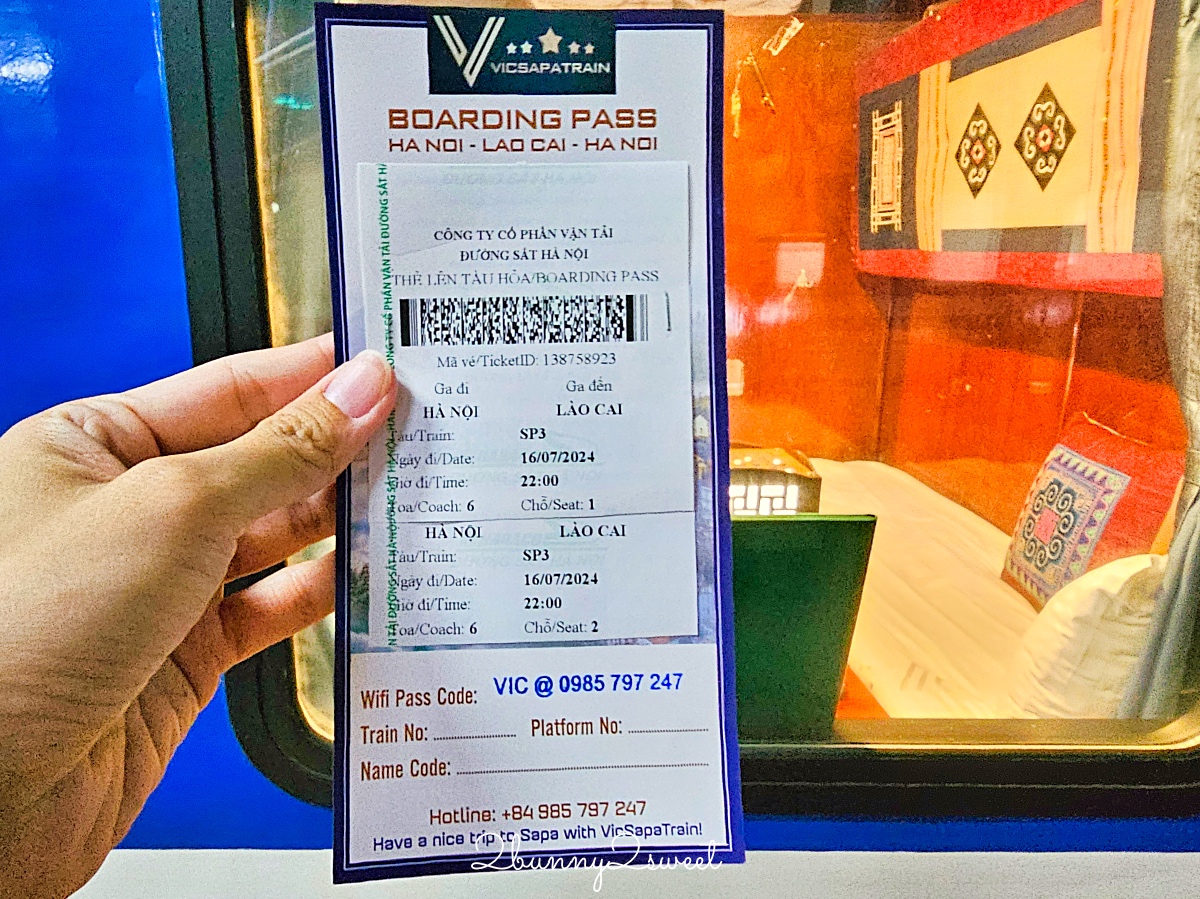 VICSAPATRAIN
BOARDING PASS
HA NOI - LAO CAI - HA NOI
CÔNG TY CỔ PHẦN VẬN TẢI
ĐƯỜNG SẮT HÀ NỘI
THẺ LÊN TÀU HỎA/BOARDING PASS
Mã vé/TicketID: 138758923
Ga đi Ga đến
HÀ NỘI LÀO CAI
Tàu/Train: SP3
Ngày đi/Date: 16/07/2024
Giờ đi/Time: 22:00
Toa/Coach: 6 Chỗ/Seat: 1
HÀ NỘI LÀO CAI
Tàu/Train: SP3
Ngày đi/Date: 16/07/2024
Giờ đi/Time: 22:00
Toa/Coach: 6 Chỗ/Seat: 2
Wifi Pass Code: VIC @ 0985 797 247
Train No: Platform No:
Name Code:
Hotline: +84 985 797 247
Have a nice trip to Sapa with VicSapaTrain!
2bunny2sweet